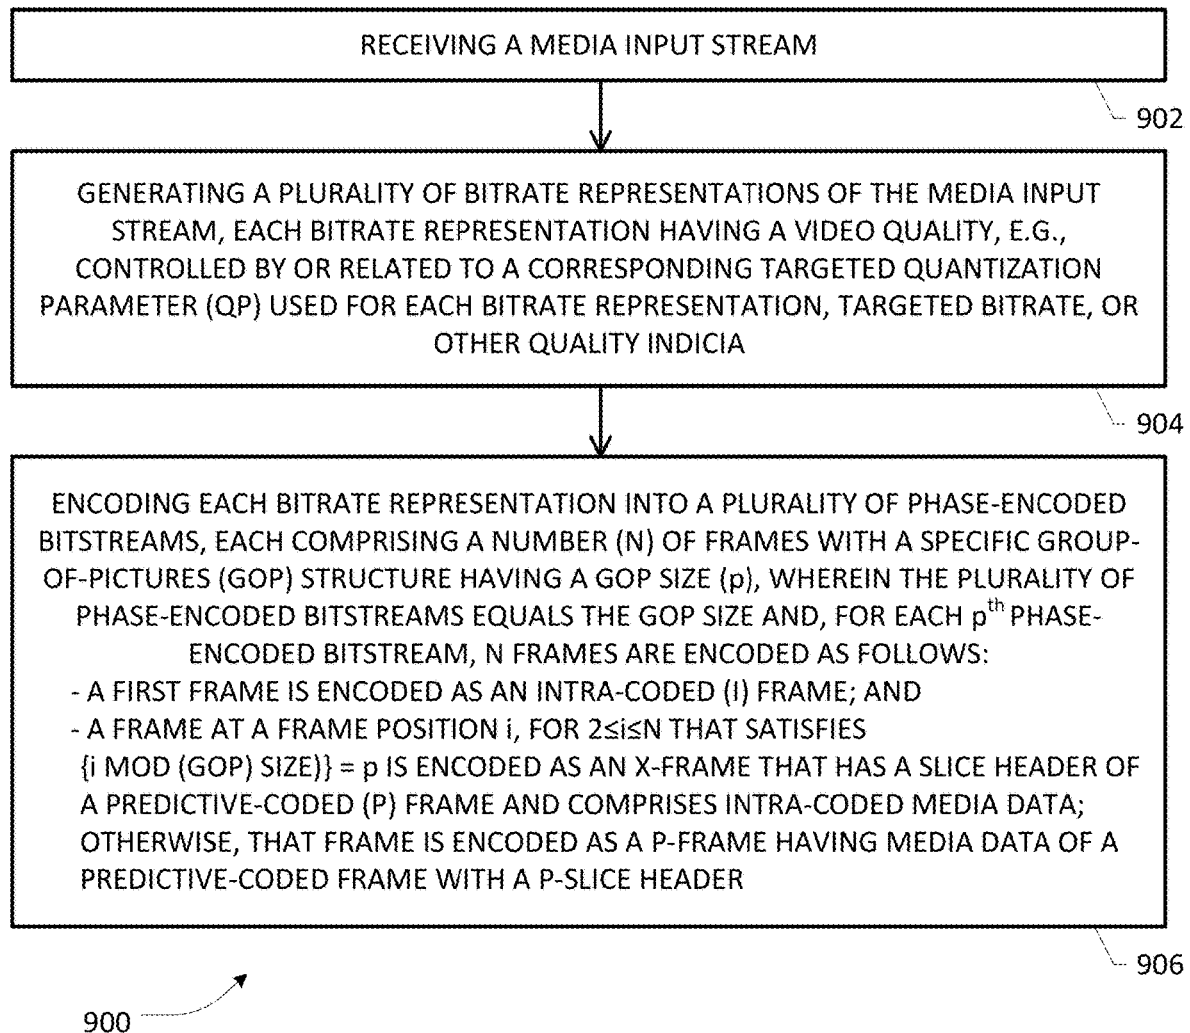 RECEIVING A MEDIA INPUT STREAM
902
GENERATING A PLURALITY OF BITRATE REPRESENTATIONS OF THE MEDIA INPUT
STREAM, EACH BITRATE REPRESENTATION HAVING A VIDEO QUALITY, E.G.,
CONTROLLED BY OR RELATED TO A CORRESPONDING TARGETED QUANTIZATION
PARAMETER (QP) USED FOR EACH BITRATE REPRESENTATION, TARGETED BITRATE, OR
OTHER QUALITY INDICIA
904
ENCODING EACH BITRATE REPRESENTATION INTO A PLURALITY OF PHASE-ENCODED
BITSTREAMS, EACH COMPRISING A NUMBER (N) OF FRAMES WITH A SPECIFIC GROUP-
OF-PICTURES (GOP) STRUCTURE HAVING A GOP SIZE (p), WHEREIN THE PLURALITY OF
PHASE-ENCODED BITSTREAMS EQUALS THE GOP SIZE AND, FOR EACH pth PHASE-
ENCODED BITSTREAM, N FRAMES ARE ENCODED AS FOLLOWS:
- A FIRST FRAME IS ENCODED AS AN INTRA-CODED (I) FRAME; AND
- A FRAME AT A FRAME POSITION i, FOR 2≤i≤N THAT SATISFIES
{i MOD (GOP) SIZE)} = p IS ENCODED AS AN X-FRAME THAT HAS A SLICE HEADER OF
A PREDICTIVE-CODED (P) FRAME AND COMPRISES INTRA-CODED MEDIA DATA;
OTHERWISE, THAT FRAME IS ENCODED AS A P-FRAME HAVING MEDIA DATA OF A
PREDICTIVE-CODED FRAME WITH A P-SLICE HEADER
906
900